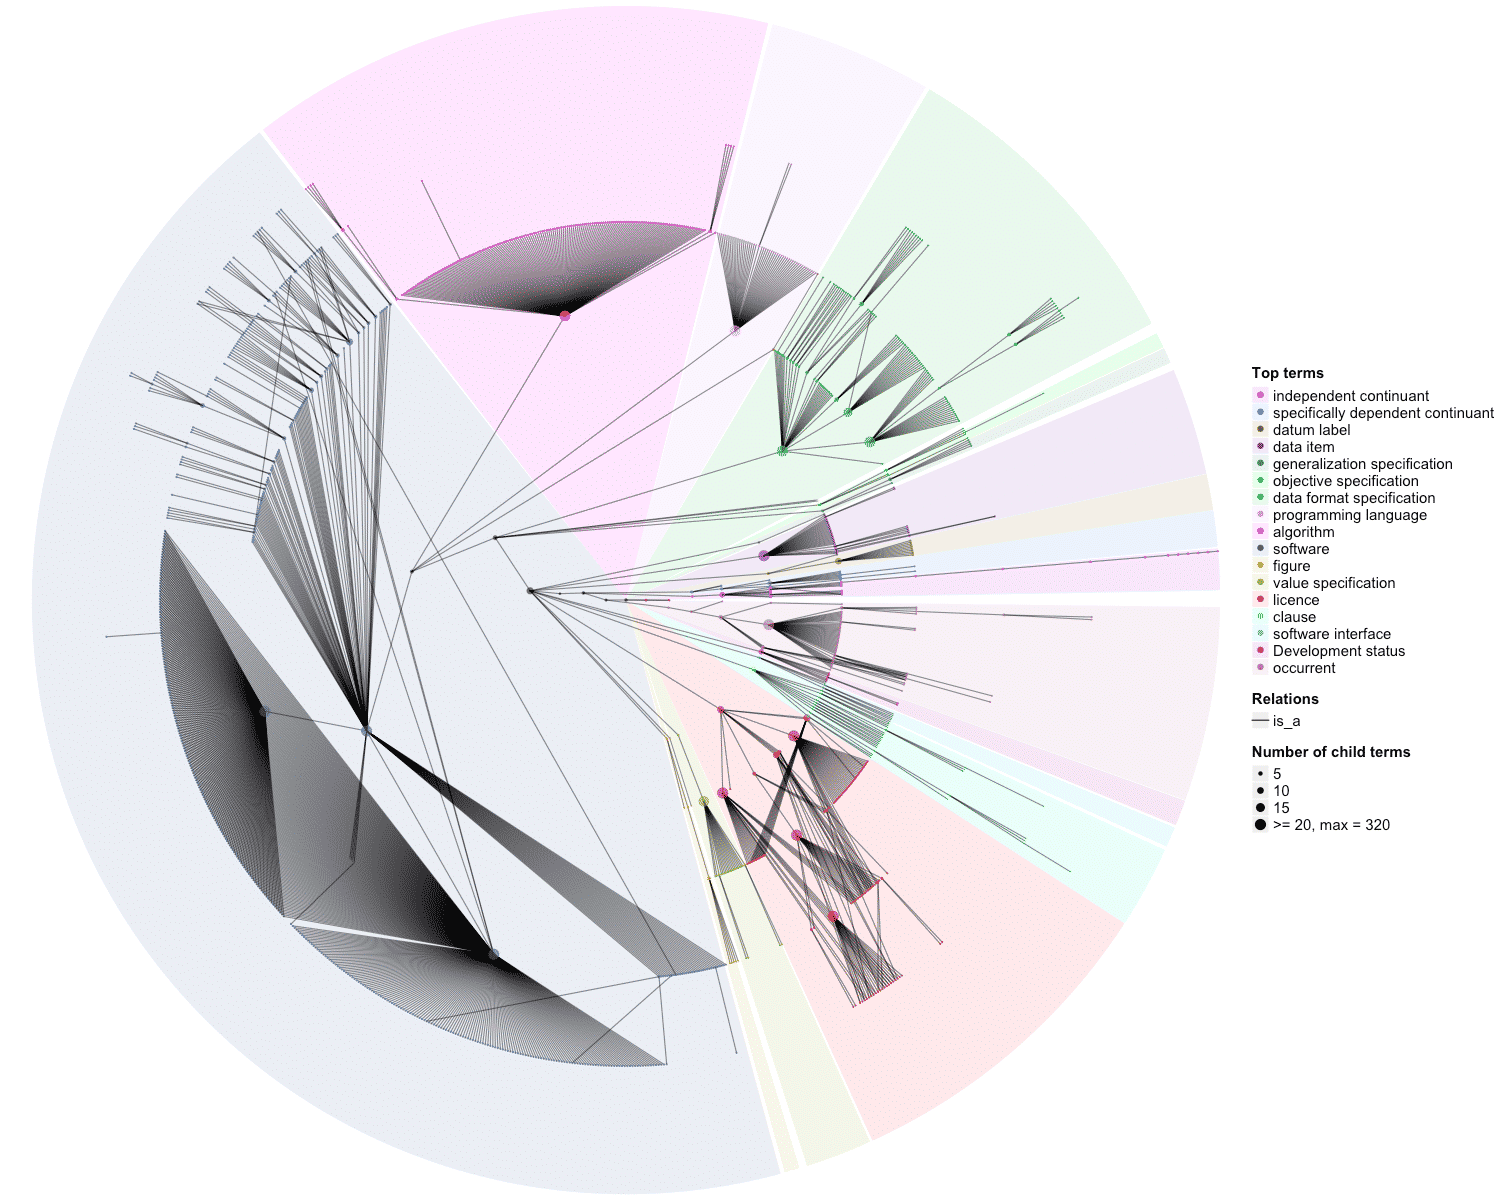 Top terms
independent continuant
specifically dependent continuant
datum label
data item
generalization specification
objective specification
data format specification
programming language
algorithm
software
figure
value specification
licence
clause
software interface
Development status
occurrent
Relations
is_a
Number of child terms
5
10
15
>= 20, max = 320